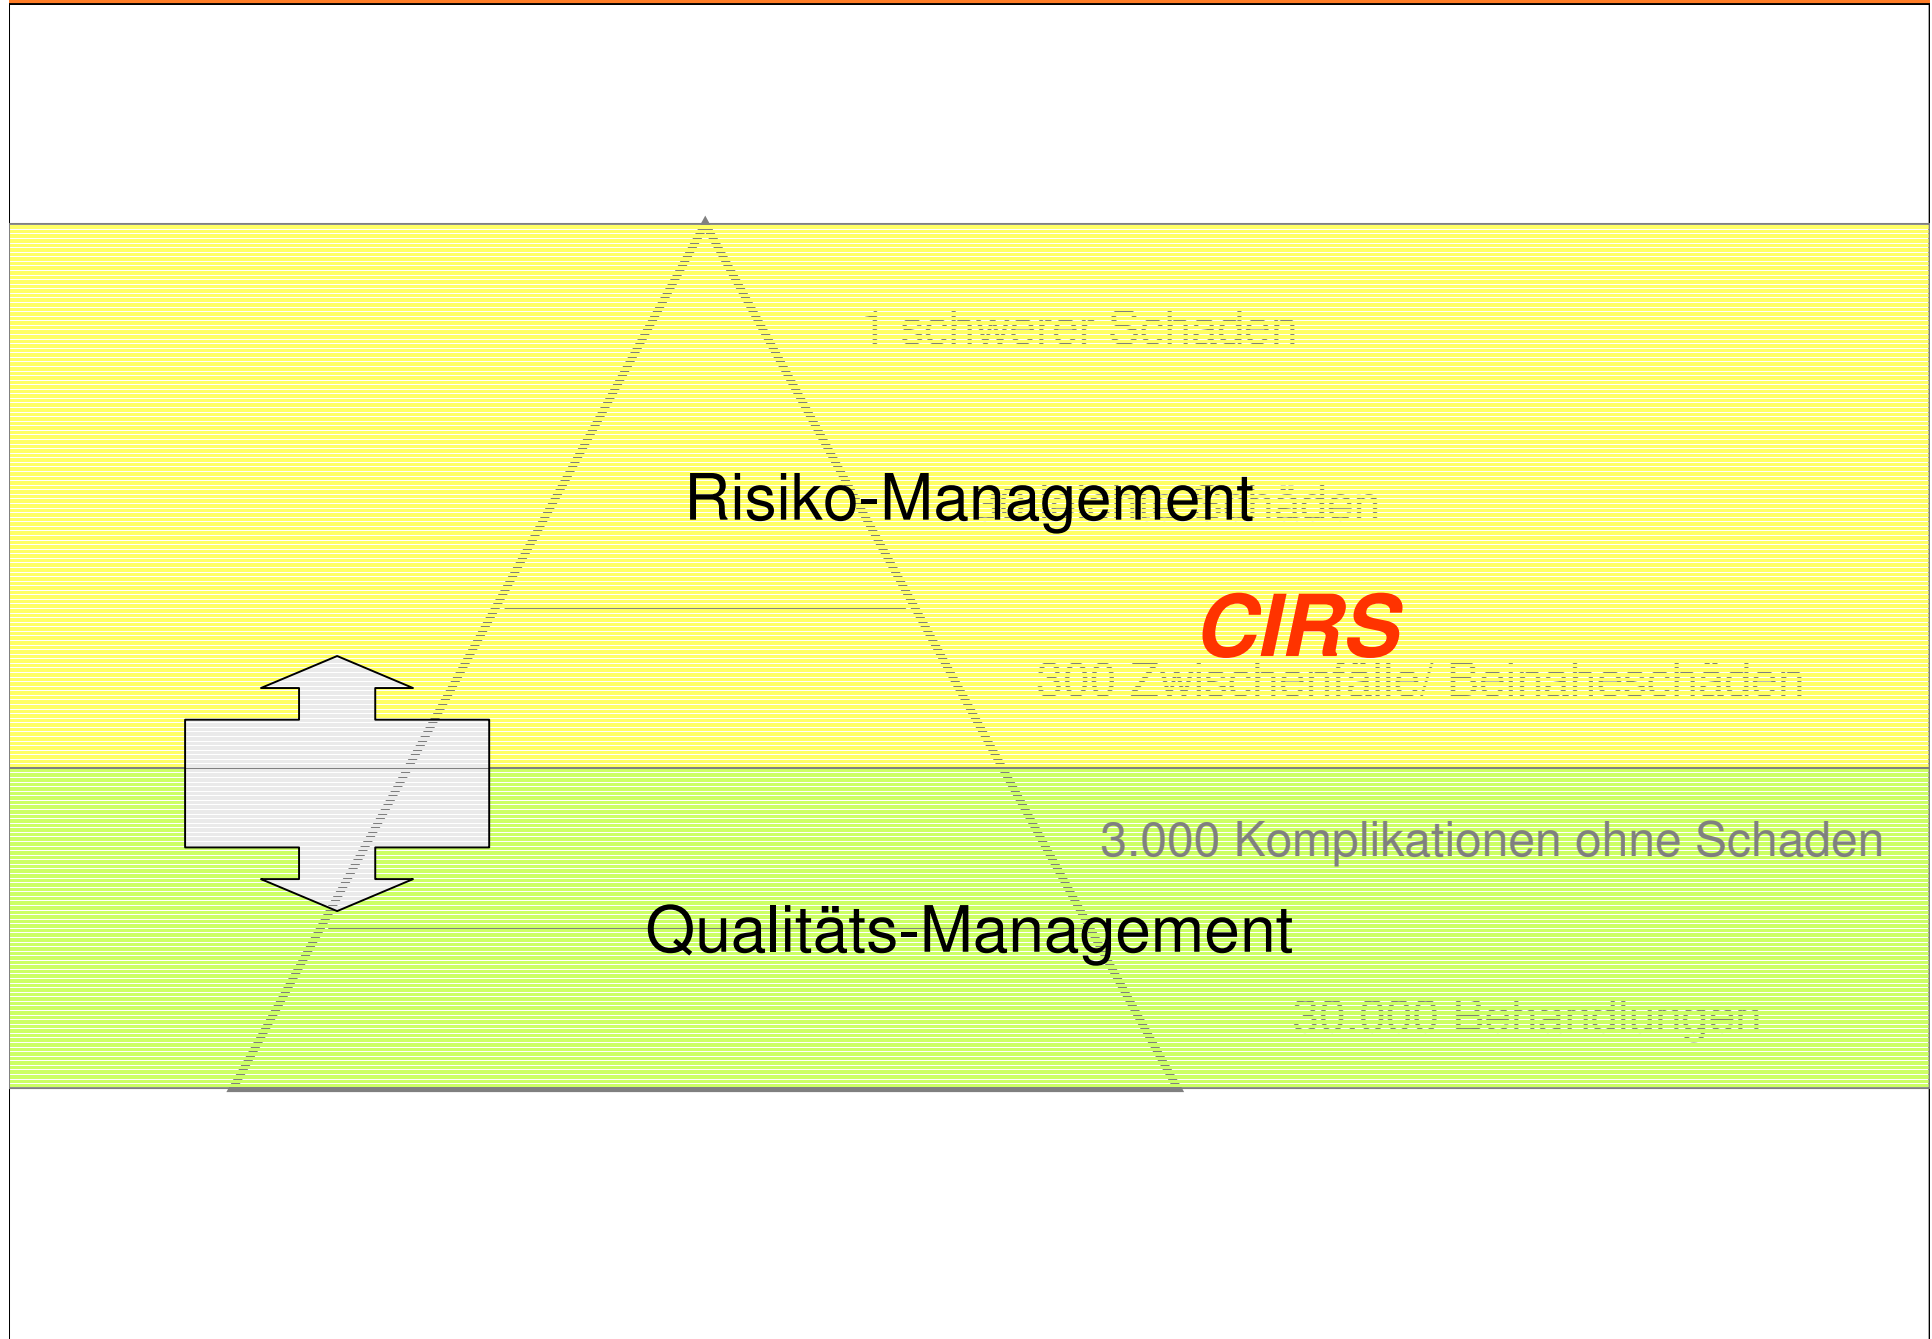 1 schwerer Schaden
Risiko-Management
Schäden
CIRS
300 Zwischenfälle/ Beinaheschäden
3.000 Komplikationen ohne Schaden
Qualitäts-Management
30.000 Behandlungen